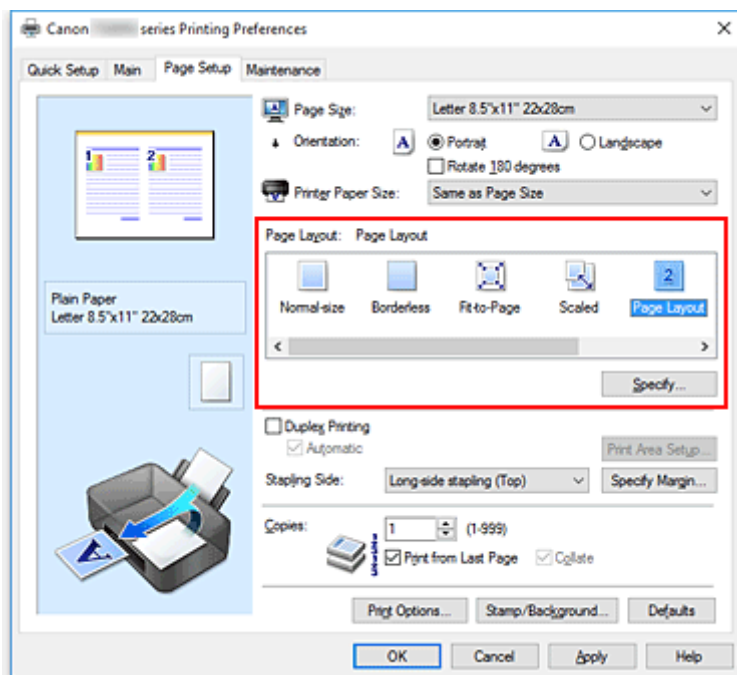 Canon series Printing Preferences
Quick Setup Main Page Setup Maintenance
1 2
Page Size: Letter 8.5"x11" 22x28cm
Orientation: A Portrait A Landscape
Rotate 180 degrees
Printer Paper Size: Same as Page Size
Page Layout: Page Layout
2
Normal-size Borderless Fit-to-Page Scaled Page Layout
Specify...
Plain Paper
Letter 8.5"x11" 22x28cm
Duplex Printing
Automatic Print Area Setup...
Stapling Side: Long-side stapling (Top) Specify Margin...
Copies: 1 (1-999)
Print from Last Page Collate
A
Print Options... Stamp/Background... Defaults
OK Cancel Apply Help